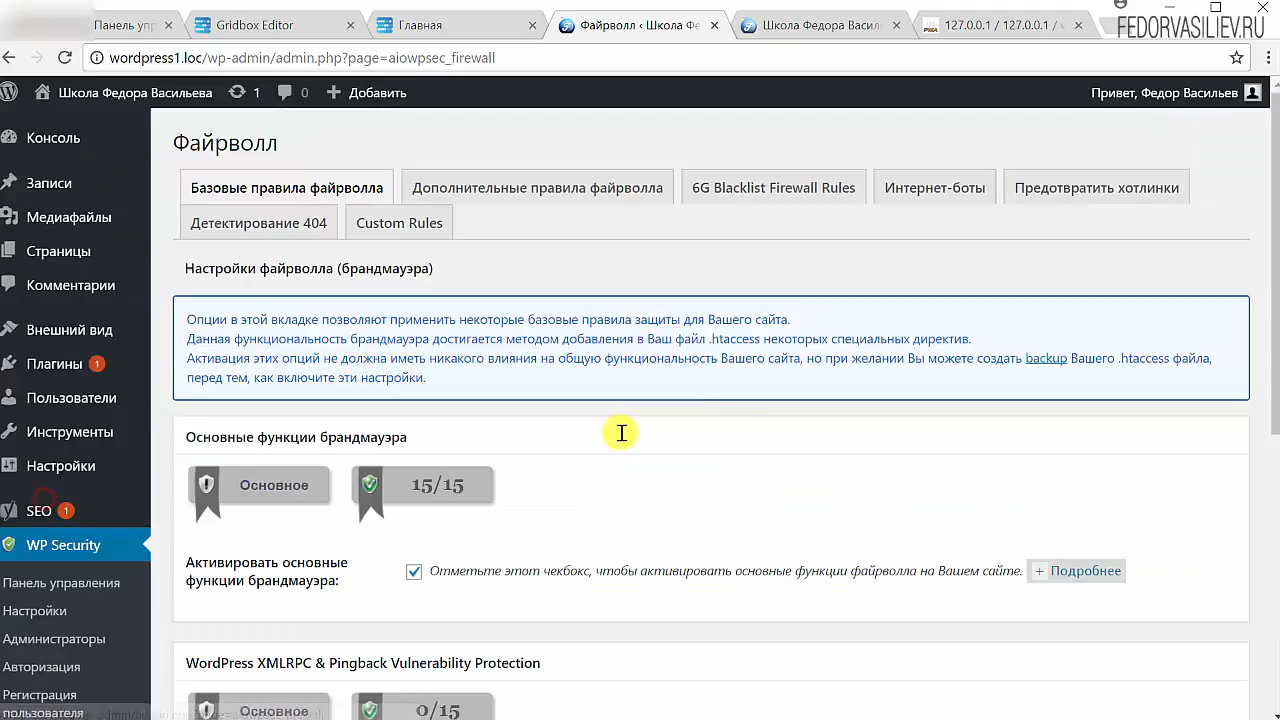 Панель уп
Gridbox Editor
Главная
Файрволл ‹ Школа Фе
Школа Федора Васил
127.0.0.1 / 127.0.0.1 /
FEDORVASILIEV.RU
wordpress1.loc/wp-admin/admin.php?page=aiowpsec_firewall
Школа Федора Васильева
1
0
Добавить
Привет, Федор Васильев
Консоль
Записи
Медиафайлы
Страницы
Комментарии
Внешний вид
Плагины 1
Пользователи
Инструменты
Настройки
SEO 1
WP Security
Панель управления
Настройки
Администраторы
Авторизация
Регистрация
пользователя
Файрволл
Базовые правила файрволла
Дополнительные правила файрволла
6G Blacklist Firewall Rules
Интернет-боты
Предотвратить хотлинки
Детектирование 404
Custom Rules
Настройки файрволла (брандмауэра)
Опции в этой вкладке позволяют применить некоторые базовые правила защиты для Вашего сайта.
Данная функциональность брандмауэра достигается методом добавления в Ваш файл .htaccess некоторых специальных директив.
Активация этих опций не должна иметь никакого влияния на общую функциональность Вашего сайта, но при желании Вы можете создать backup Вашего .htaccess файла,
перед тем, как включите эти настройки.
Основные функции брандмауэра
Основное
15/15
Активировать основные
функции брандмауэра:
Отметьте этот чекбокс, чтобы активировать основные функции файрволла на Вашем сайте.
+ Подробнее
WordPress XMLRPC & Pingback Vulnerability Protection
Основное
0/15